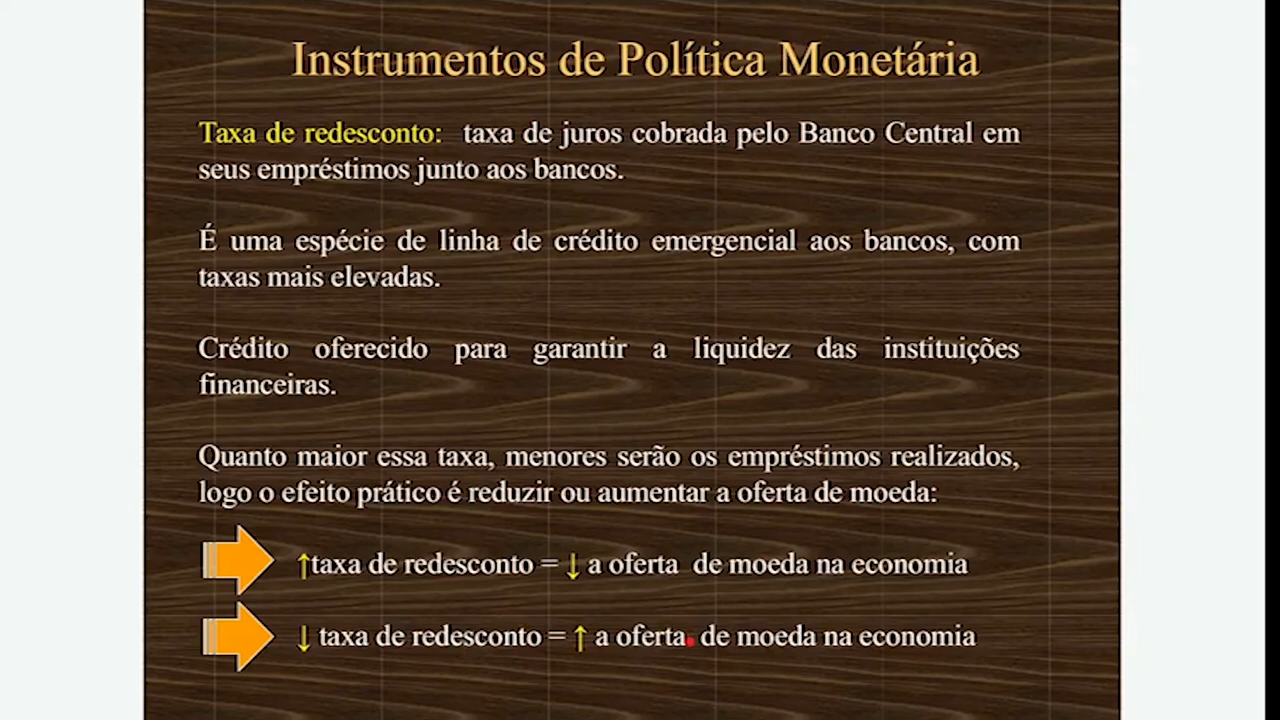 Instrumentos de Política Monetária
Taxa de redesconto: taxa de juros cobrada pelo Banco Central em
seus empréstimos junto aos bancos.
É uma espécie de linha de crédito emergencial aos bancos, com
taxas mais elevadas.
Crédito oferecido para garantir a liquidez das instituições
financeiras.
Quanto maior essa taxa, menores serão os empréstimos realizados,
logo o efeito prático é reduzir ou aumentar a oferta de moeda:
↑taxa de redesconto = ↓ a oferta de moeda na economia
↓ taxa de redesconto = ↑ a oferta de moeda na economia